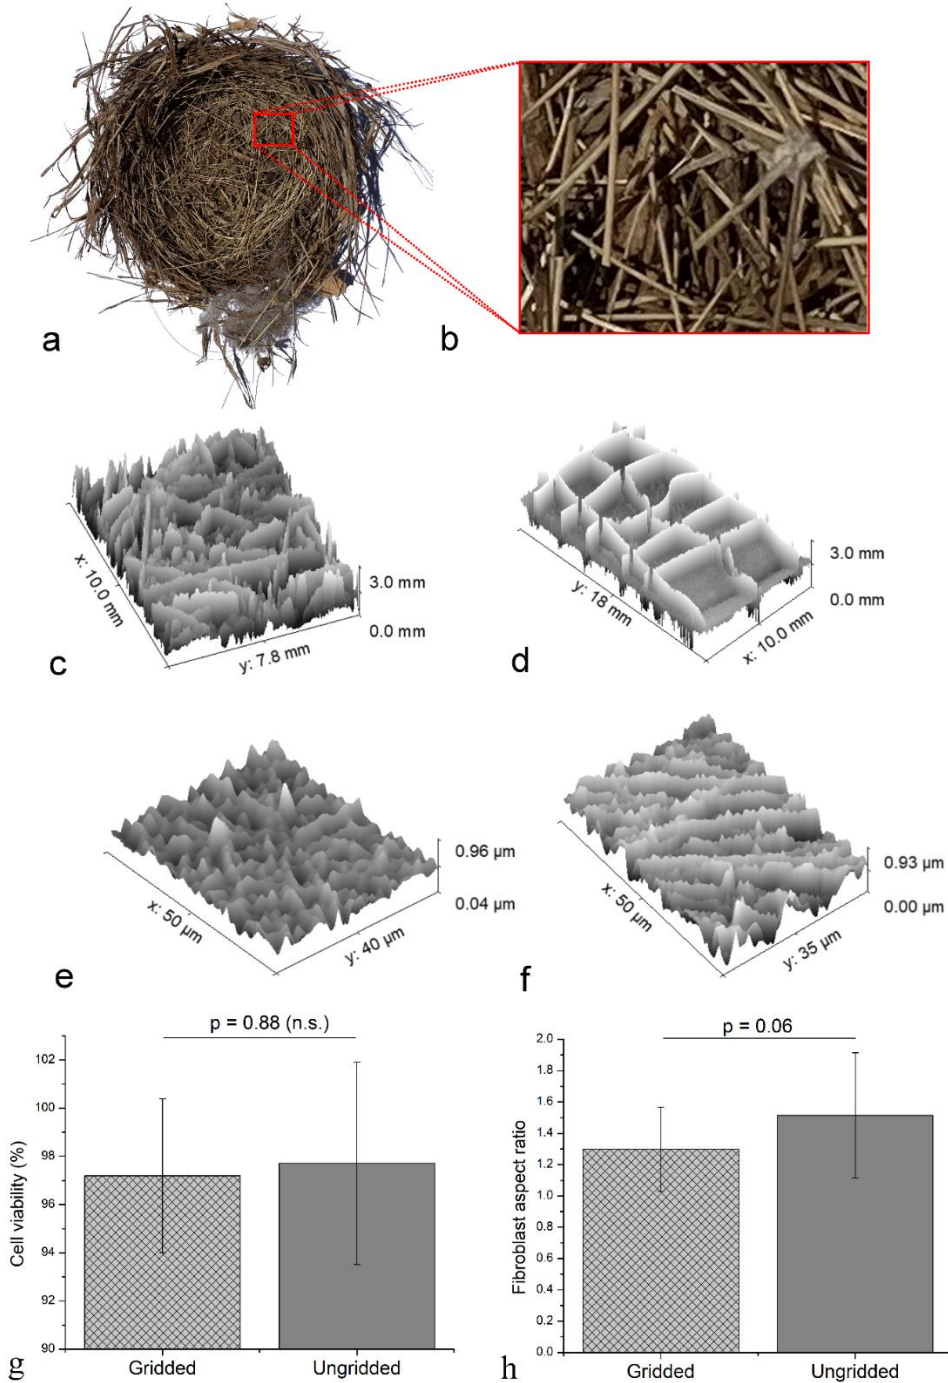 a
b
3.0 mm
0.0 mm
x: 10.0 mm
y: 7.8 mm
c
3.0 mm
0.0 mm
y: 18 mm
x: 10.0 mm
d
0.96 µm
0.04 µm
x: 50 µm
y: 40 µm
e
0.93 µm
0.00 µm
x: 50 µm
y: 35 µm
f
p = 0.88 (n.s.)
102
100
98
96
94
92
90
Cell viability (%)
Gridded
Ungridded
g
p = 0.06
2.0
1.8
1.6
1.4
1.2
1.0
0.8
0.6
0.4
0.2
0.0
Fibroblast aspect ratio
Gridded
Ungridded
h